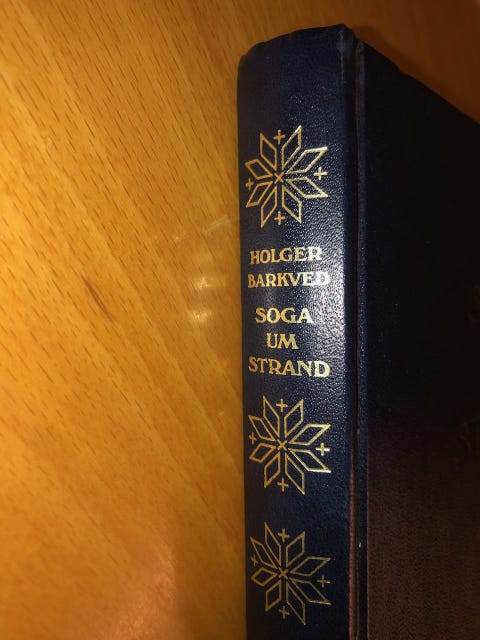 HOLGER
BARKVED
SOGA
UM
STRAND